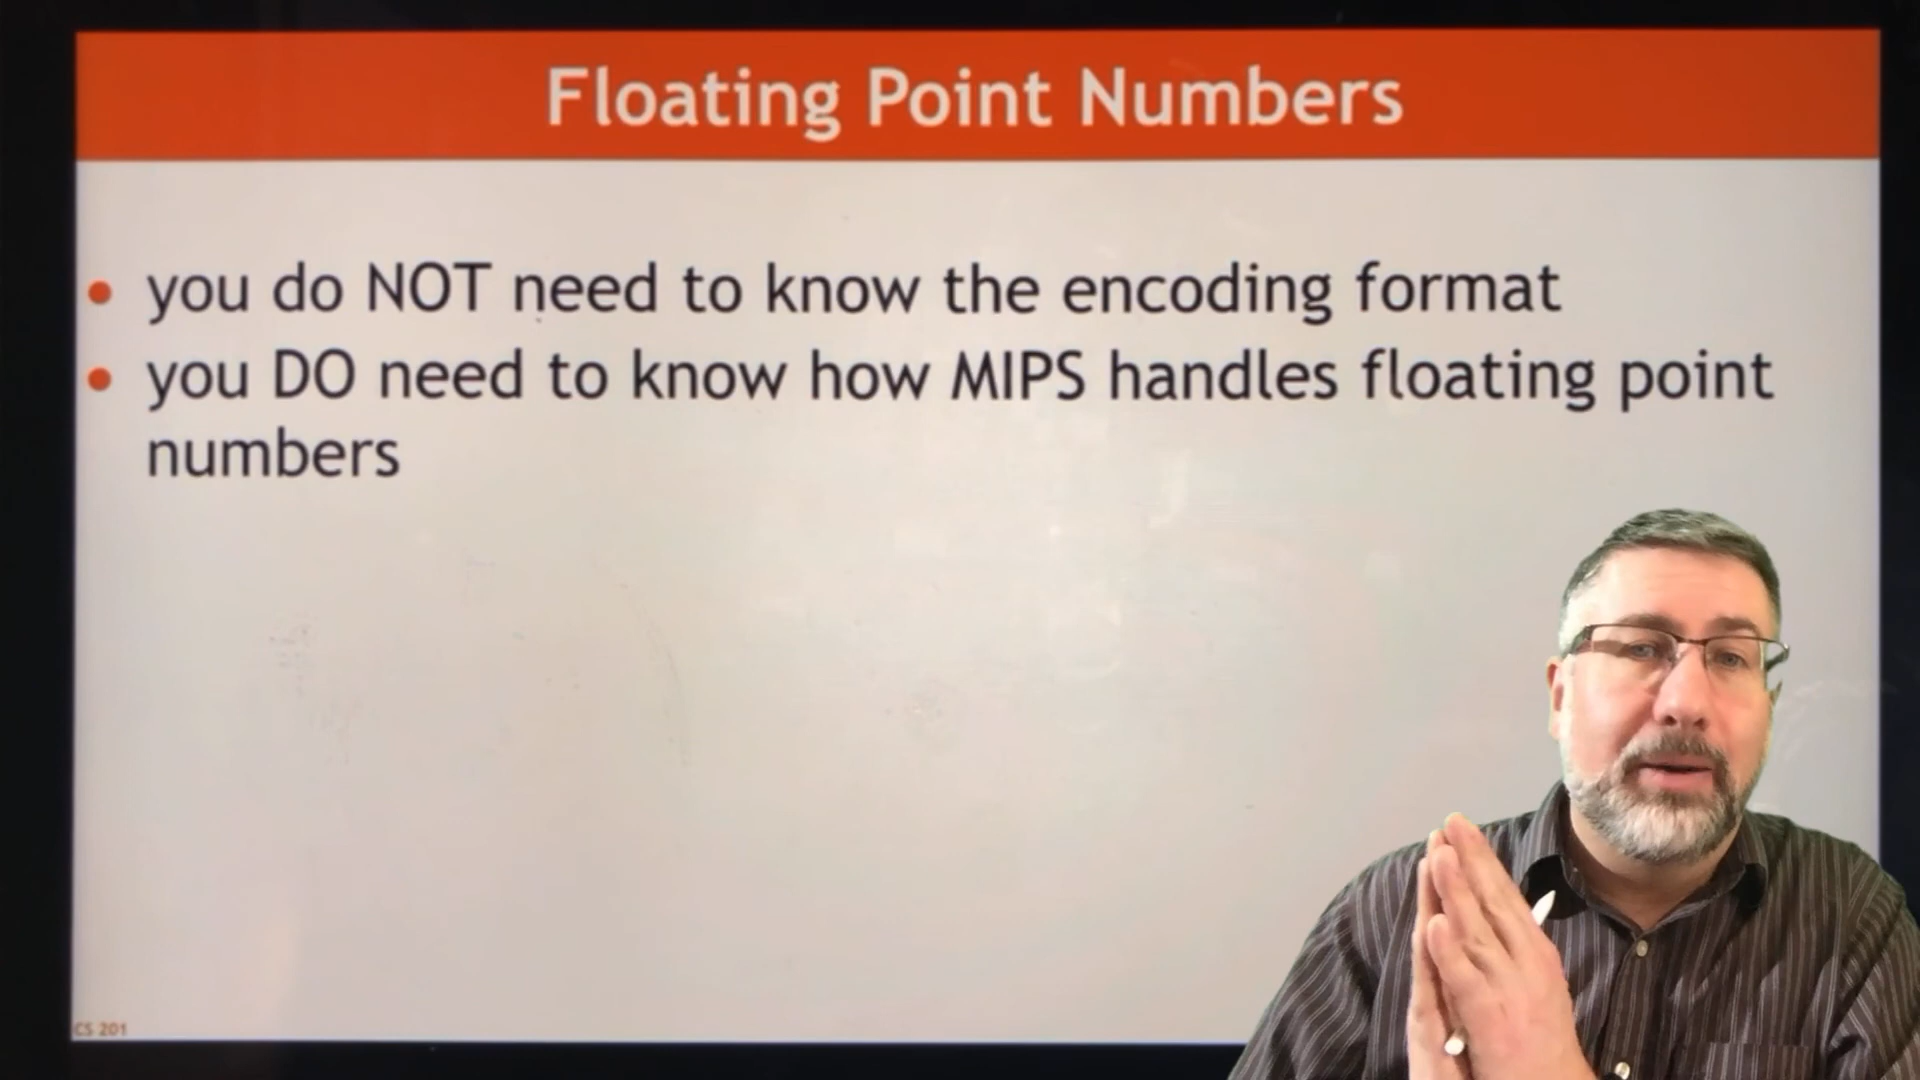 Floating Point Numbers
• you do NOT need to know the encoding format
• you DO need to know how MIPS handles floating point
numbers
CS 201